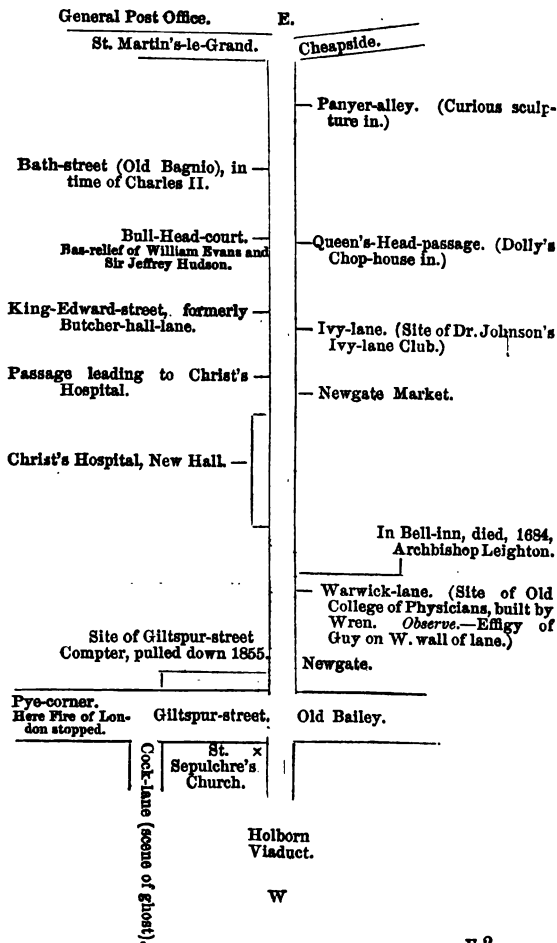 General Post Office.
E.
St. Martin's-le-Grand.
Cheapside.
Panyer-alley. (Curious sculp-
ture in.)
Bath-street (Old Bagnio), in
time of Charles II.
Bull-Head-court.
Bas-relief of William Evans and
Sir Jeffrey Hudson.
Queen's-Head-passage. (Dolly's
Chop-house in.)
King-Edward-street, formerly
Butcher-hall-lane.
Ivy-lane. (Site of Dr. Johnson's
Ivy-lane Club.)
Passage leading to Christ's
Hospital.
Newgate Market.
Christ's Hospital, New Hall.
In Bell-inn, died, 1684,
Archbishop Leighton.
Warwick-lane. (Site of Old
College of Physicians, built by
Wren. Observe.—Effigy of
Guy on W. wall of lane.)
Site of Giltspur-street
Compter, pulled down 1855.
Newgate.
Pye-corner.
Here Fire of Lon-
don stopped.
Giltspur-street.
Old Bailey.
Cock-lane (scene of ghost).
St. x
Sepulchre's
Church.
Holborn
Viaduct.
W